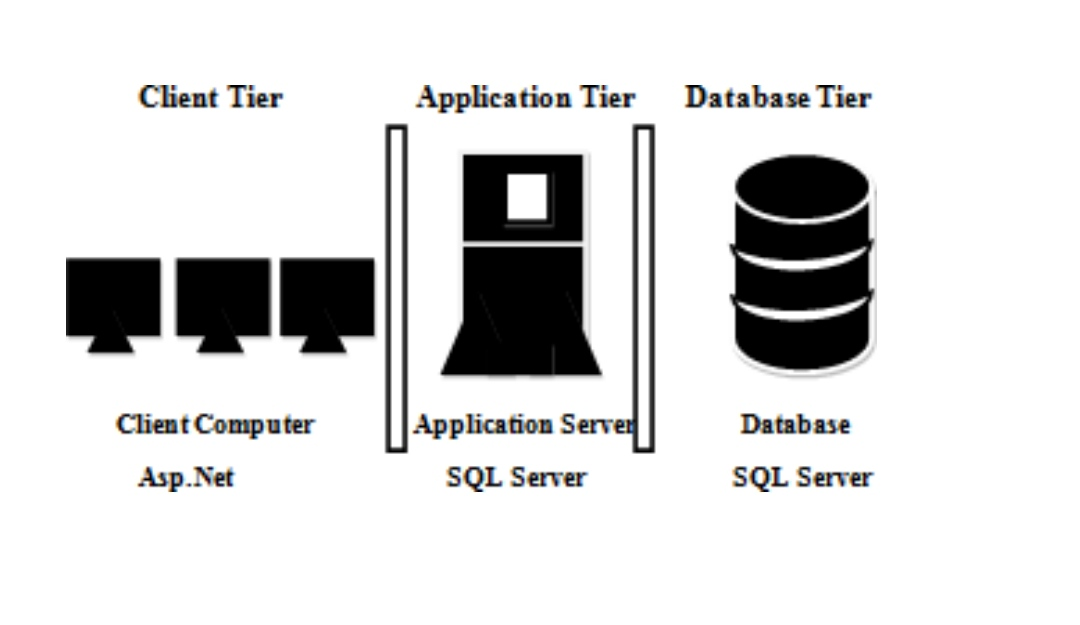 Client Tier
Application Tier
Database Tier
Client Computer
Application Server
Database
Asp.Net
SQL Server
SQL Server